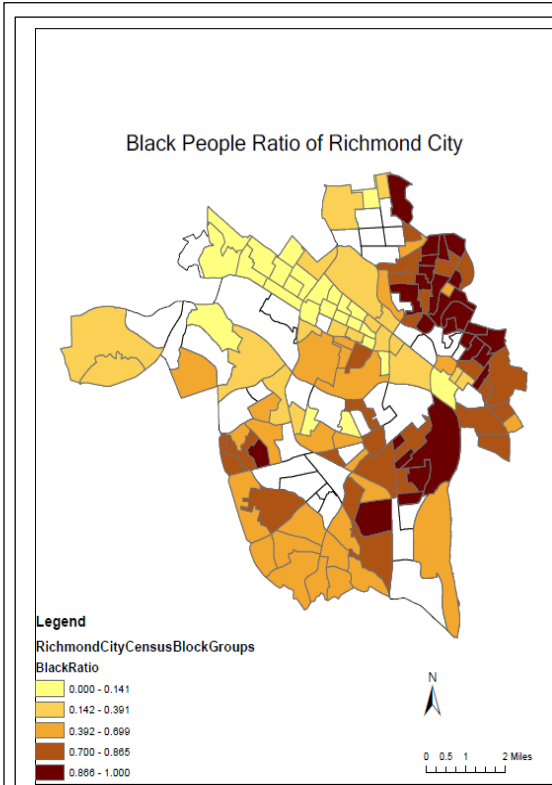 Black People Ratio of Richmond City
Legend
RichmondCityCensusBlockGroups
BlackRatio
0.000 - 0.141
0.142 - 0.391
0.392 - 0.699
0.700 - 0.865
0.866 - 1.000
N
0 0.5 1 2 Miles